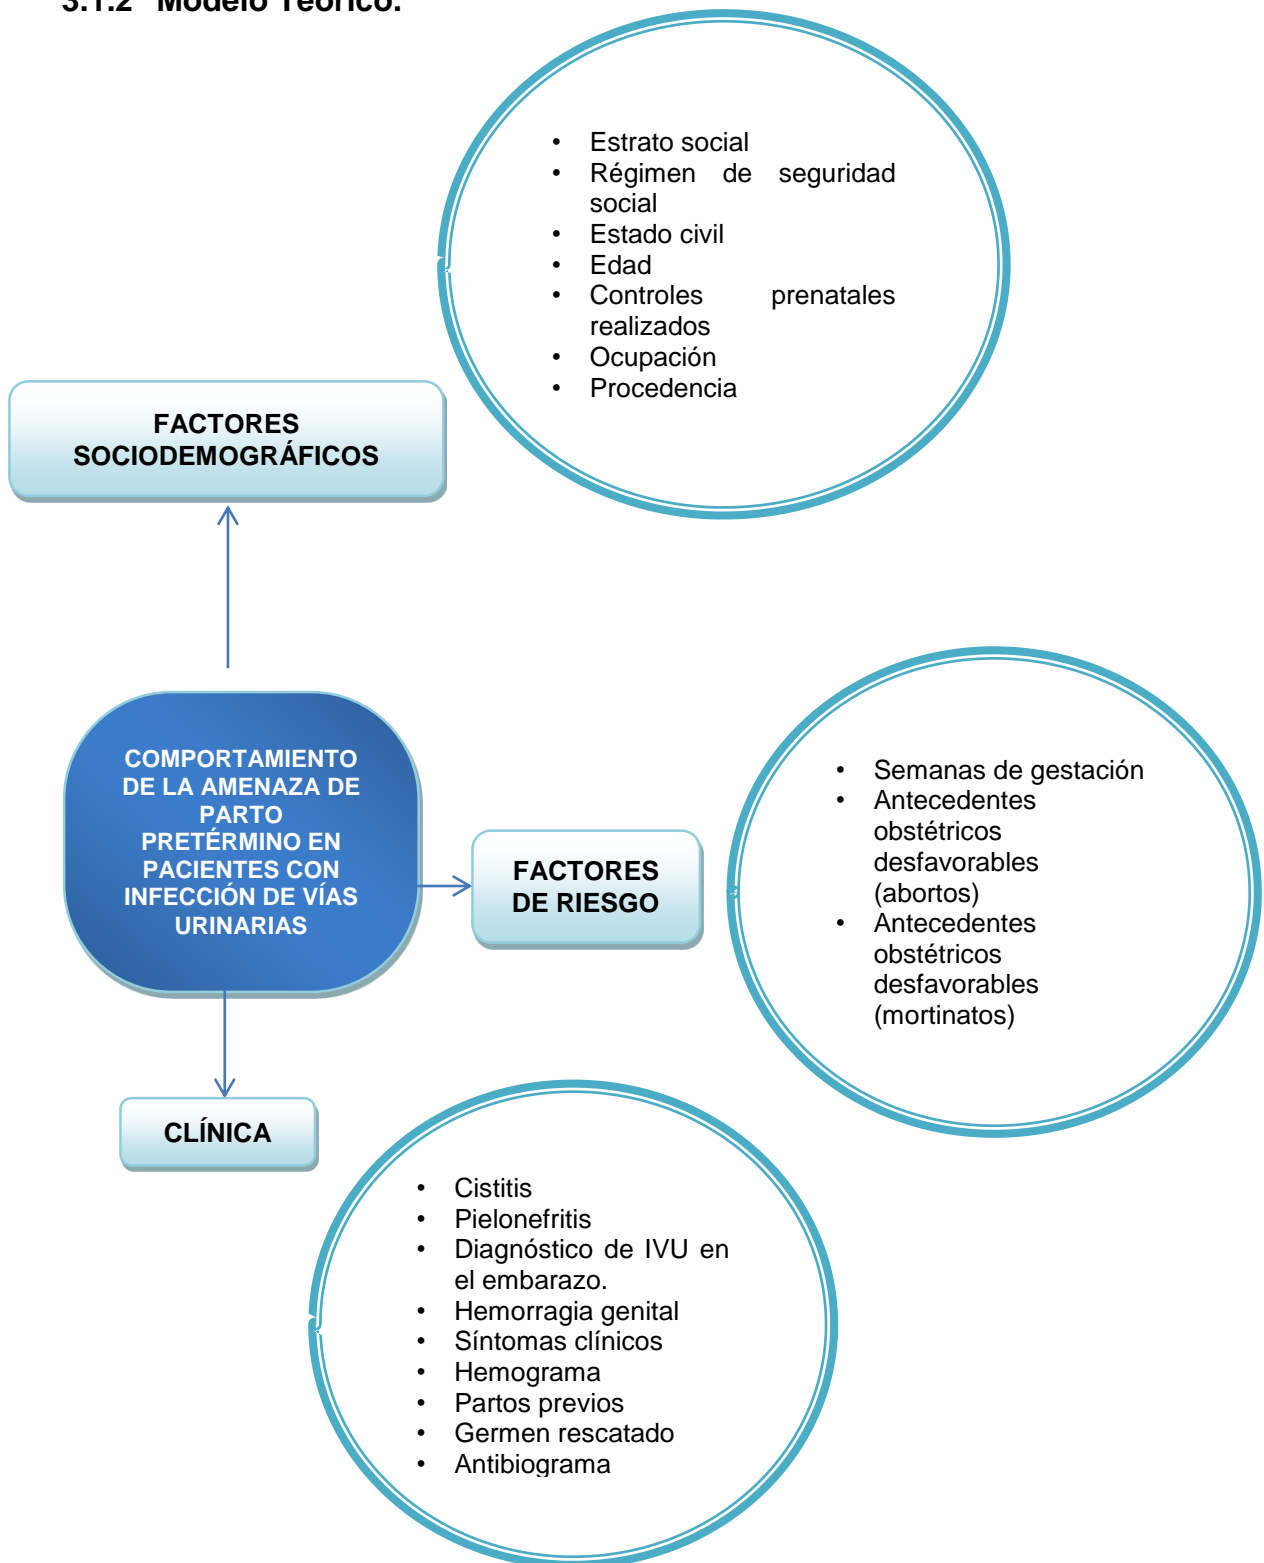 3.1.2 Modelo Teórico.
• Estrato social
• Régimen de seguridad
social
• Estado civil
• Edad
• Controles prenatales
realizados
• Ocupación
• Procedencia
FACTORES
SOCIODEMOGRÁFICOS
COMPORTAMIENTO
DE LA AMENAZA DE
PARTO
PRETÉRMINO EN
PACIENTES CON
INFECCIÓN DE VÍAS
URINARIAS
FACTORES
DE RIESGO
• Semanas de gestación
• Antecedentes
obstétricos
desfavorables
(abortos)
• Antecedentes
obstétricos
desfavorables
(mortinatos)
CLÍNICA
• Cistitis
• Pielonefritis
• Diagnóstico de IVU en
el embarazo.
• Hemorragia genital
• Síntomas clínicos
• Hemograma
• Partos previos
• Germen rescatado
• Antibiograma